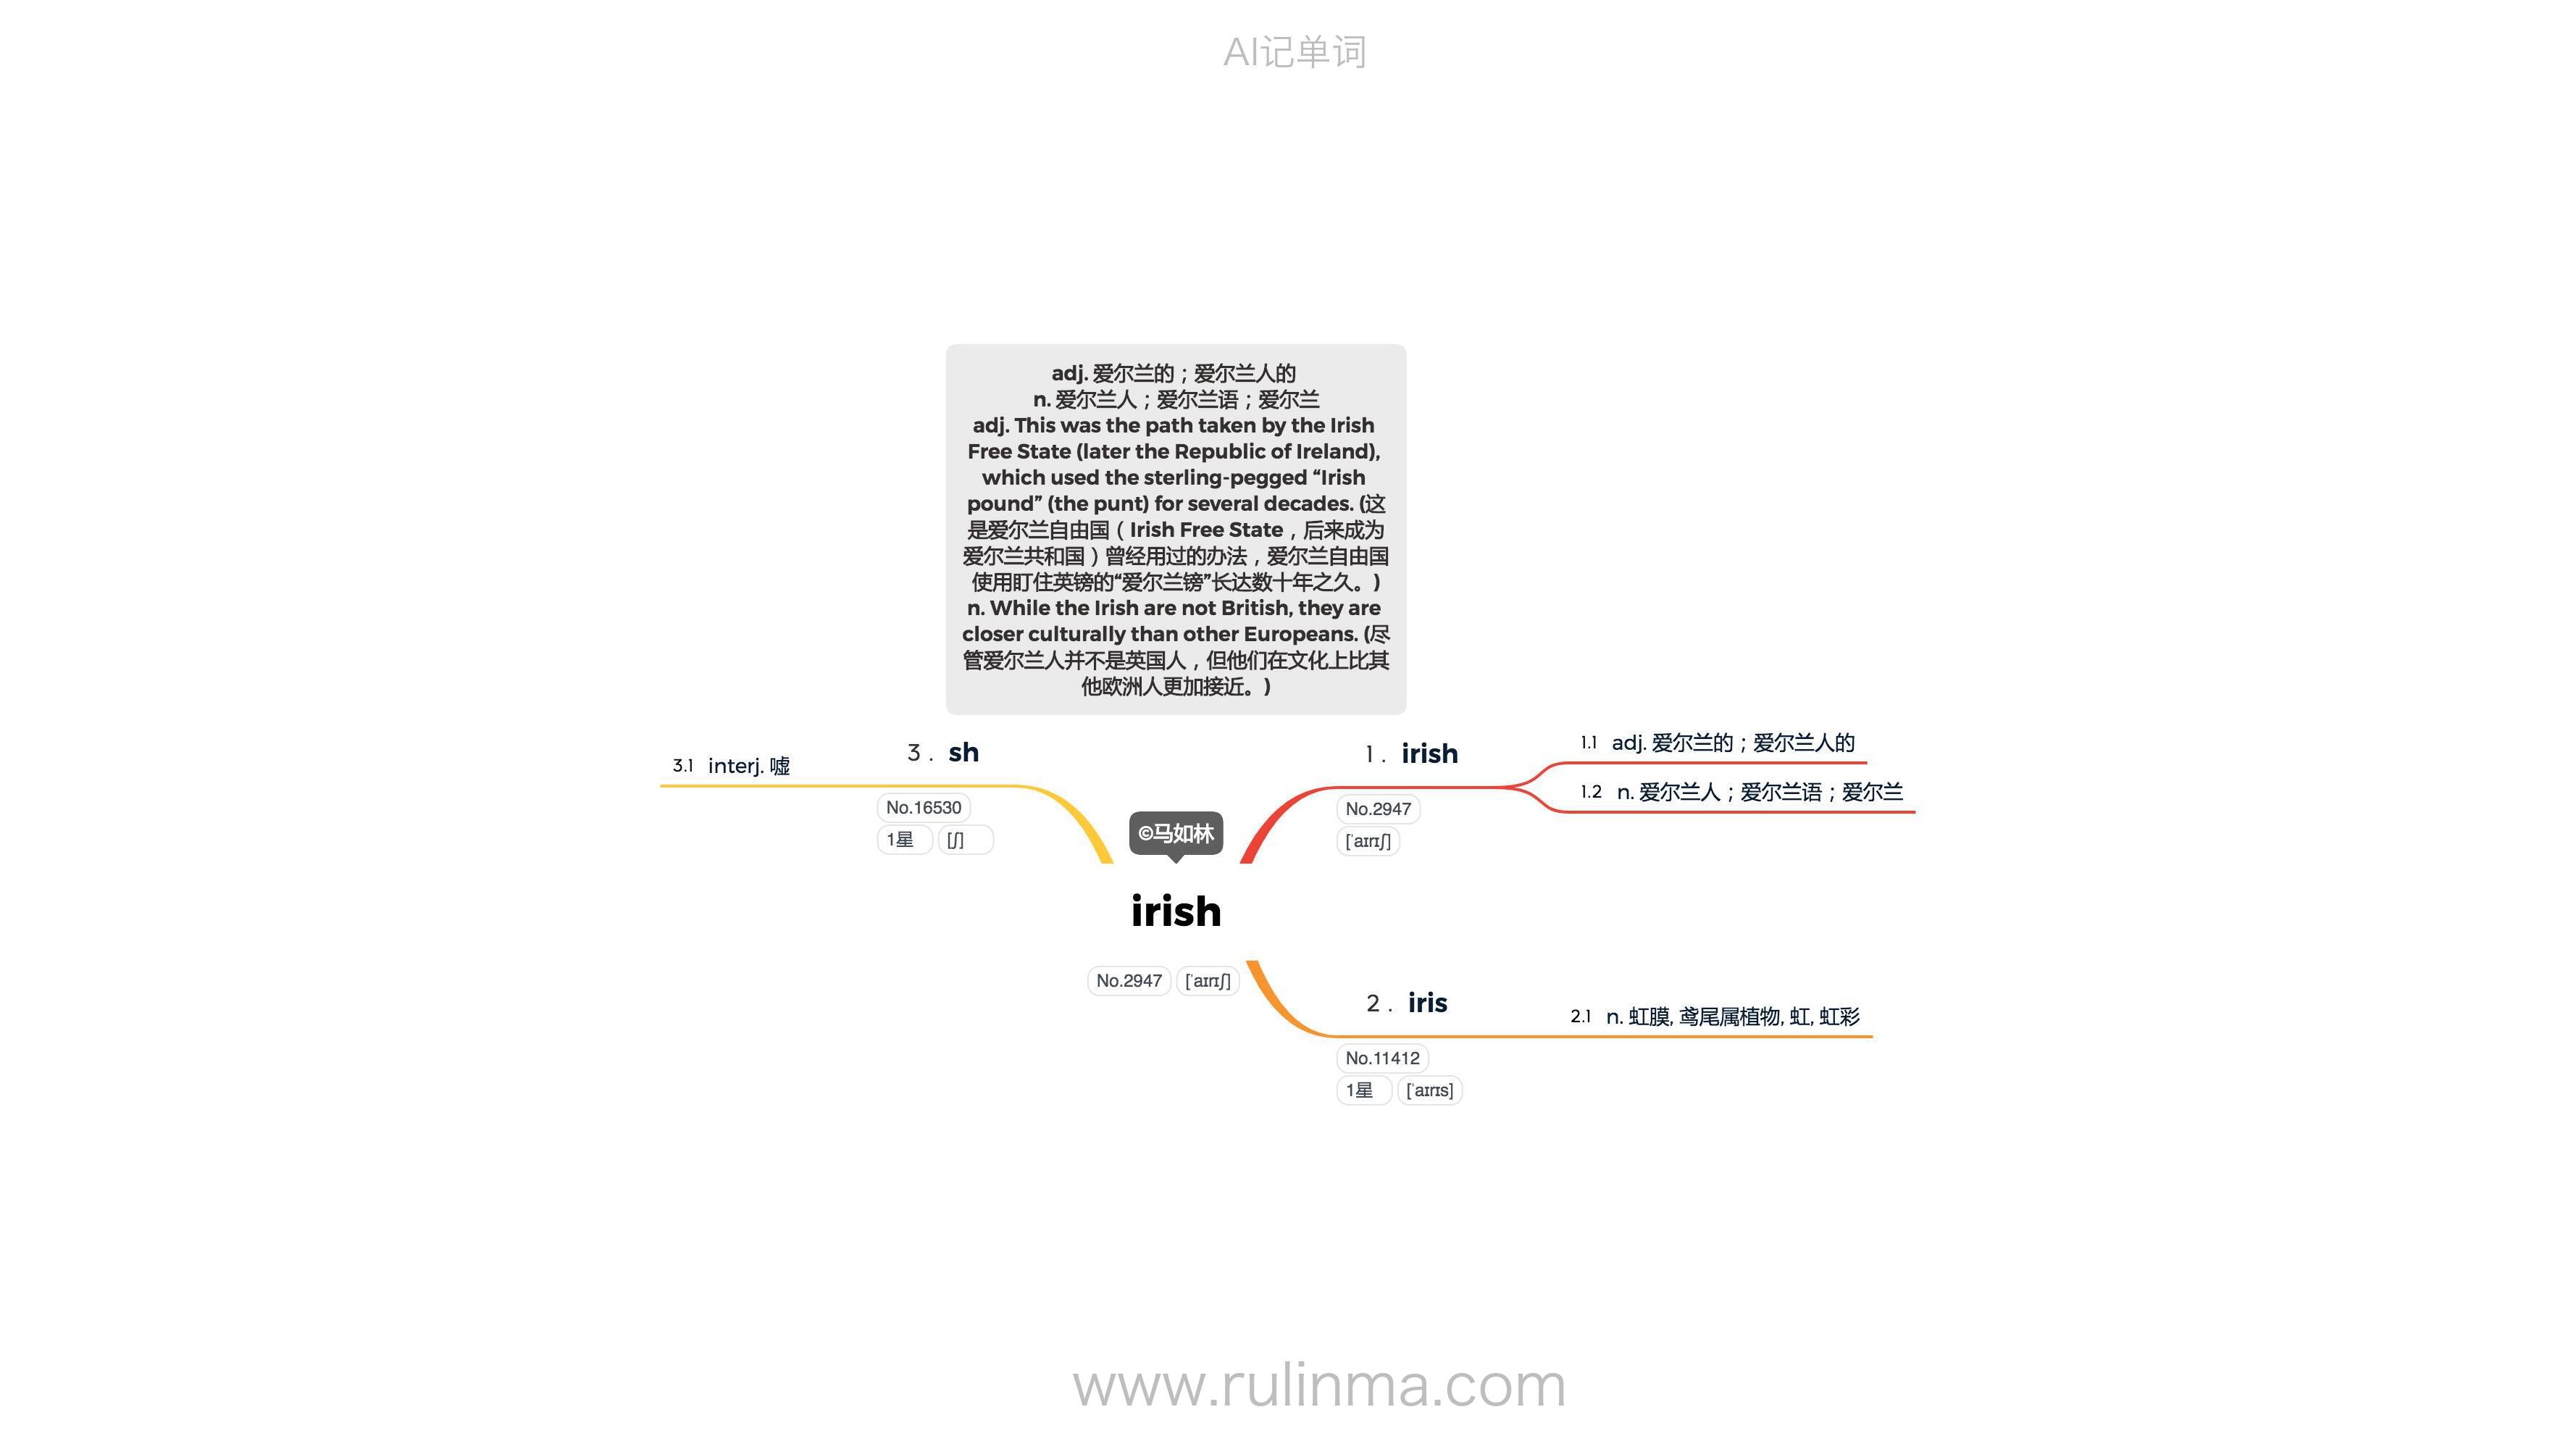 AI记单词
adj. 爱尔兰的；爱尔兰人的
n. 爱尔兰人；爱尔兰语；爱尔兰
adj. This was the path taken by the Irish
Free State (later the Republic of Ireland),
which used the sterling-pegged “Irish
pound” (the punt) for several decades. (这
是爱尔兰自由国（Irish Free State，后来成为
爱尔兰共和国）曾经用过的办法，爱尔兰自由国
使用盯住英镑的“爱尔兰镑”长达数十年之久。)
n. While the Irish are not British, they are
closer culturally than other Europeans. (尽
管爱尔兰人并不是英国人，但他们在文化上比其
他欧洲人更加接近。)
©马如林
irish
No.2947 [ˈaɪrɪʃ]
1. irish
No.2947
[ˈaɪrɪʃ]
1.1 adj. 爱尔兰的；爱尔兰人的
1.2 n. 爱尔兰人；爱尔兰语；爱尔兰
2. iris
No.11412
1星 [ˈaɪrɪs]
2.1 n. 虹膜, 鸢尾属植物, 虹, 虹彩
3. sh
No.16530
1星 [ʃ]
3.1 interj. 嘘
www.rulinma.com